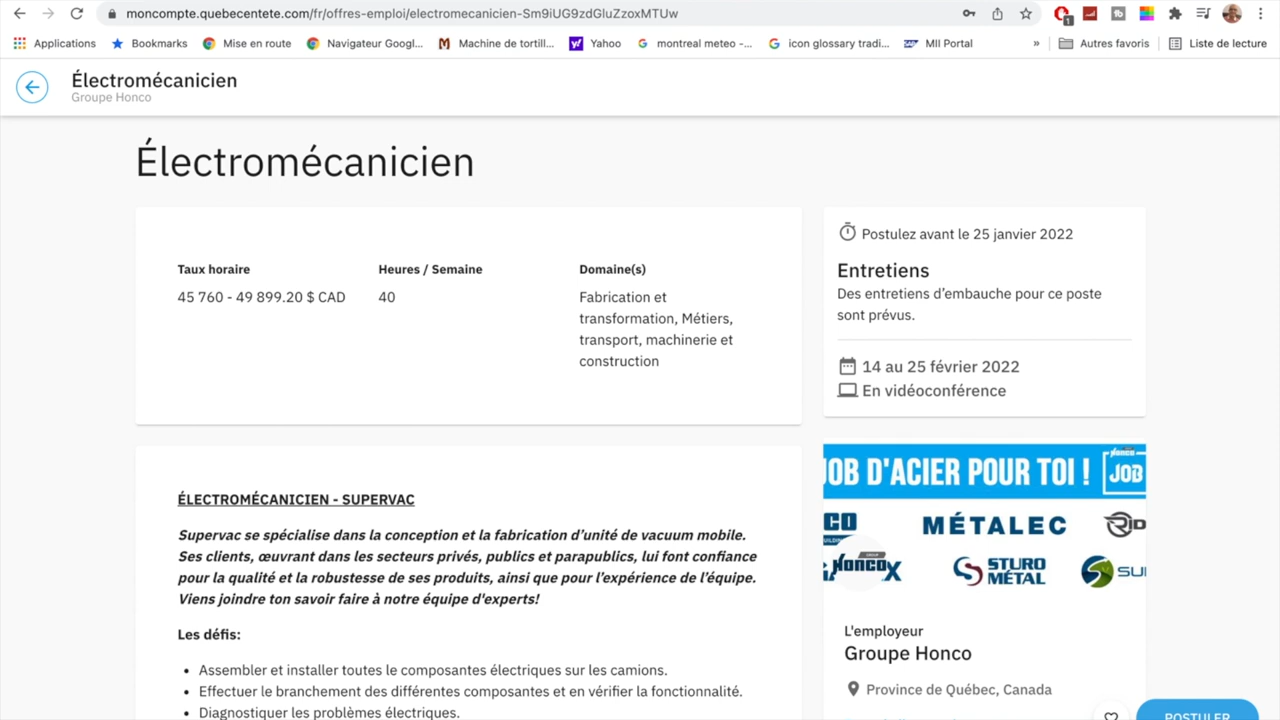 moncompte.quebecentete.com/fr/offres-emploi/electromecanicien-Sm9iUG9zdGluZzoxMTUw
1
Applications
Bookmarks
Mise en route
Navigateur Googl...
Machine de tortill...
Yahoo
montreal meteo -...
icon glossary tradi...
MII Portal
»
Autres favoris
Liste de lecture
Électromécanicien
Groupe Honco
Électromécanicien
Taux horaire
45 760 - 49 899.20 $ CAD
Heures / Semaine
40
Domaine(s)
Fabrication et
transformation, Métiers,
transport, machinerie et
construction
Postulez avant le 25 janvier 2022
Entretiens
Des entretiens d’embauche pour ce poste
sont prévus.
14 au 25 février 2022
En vidéoconférence
ÉLECTROMÉCANICIEN - SUPERVAC
Supervac se spécialise dans la conception et la fabrication d’unité de vacuum mobile.
Ses clients, œuvrant dans les secteurs privés, publics et parapublics, lui font confiance
pour la qualité et la robustesse de ses produits, ainsi que pour l’expérience de l’équipe.
Viens joindre ton savoir faire à notre équipe d'experts!
Les défis:
• Assembler et installer toutes le composantes électriques sur les camions.
• Effectuer le branchement des différentes composantes et en vérifier la fonctionnalité.
• Diagnostiquer les problèmes électriques.
JOB D'ACIER POUR TOI !
HONCO
JOB
CO
MÉTALEC
RID
HONCO
X
STURO
MÉTAL
SU
L'employeur
Groupe Honco
Province de Québec, Canada
POSTULER